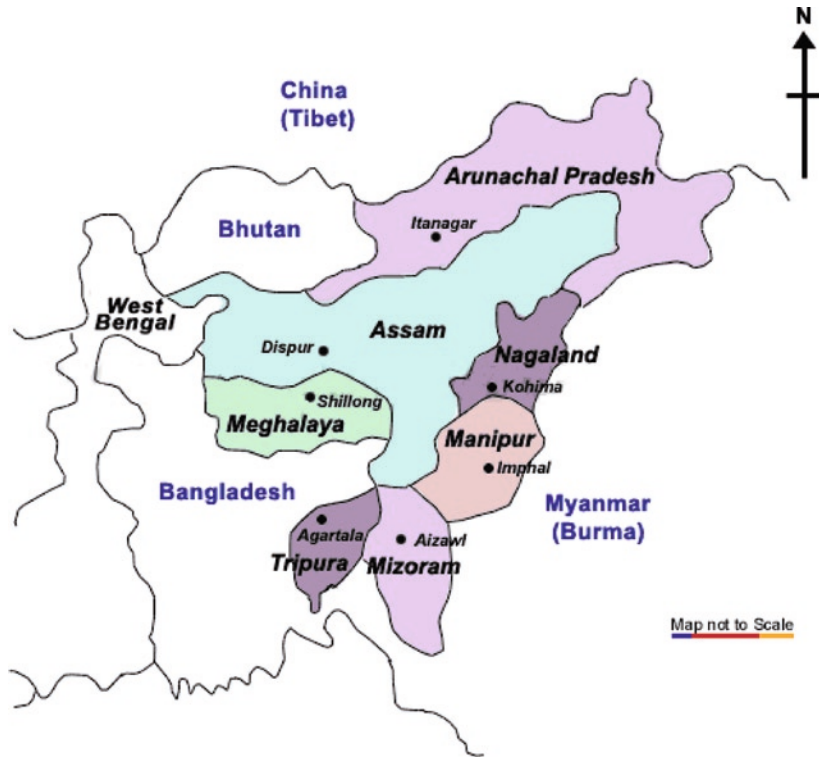 N
China
(Tibet)
Arunachal Pradesh
Itanagar
Bhutan
West
Bengal
Assam
Dispur
Nagaland
Kohima
Shillong
Meghalaya
Manipur
Imphal
Bangladesh
Myanmar
(Burma)
Agartala
Tripura
Aizawl
Mizoram
Map not to Scale